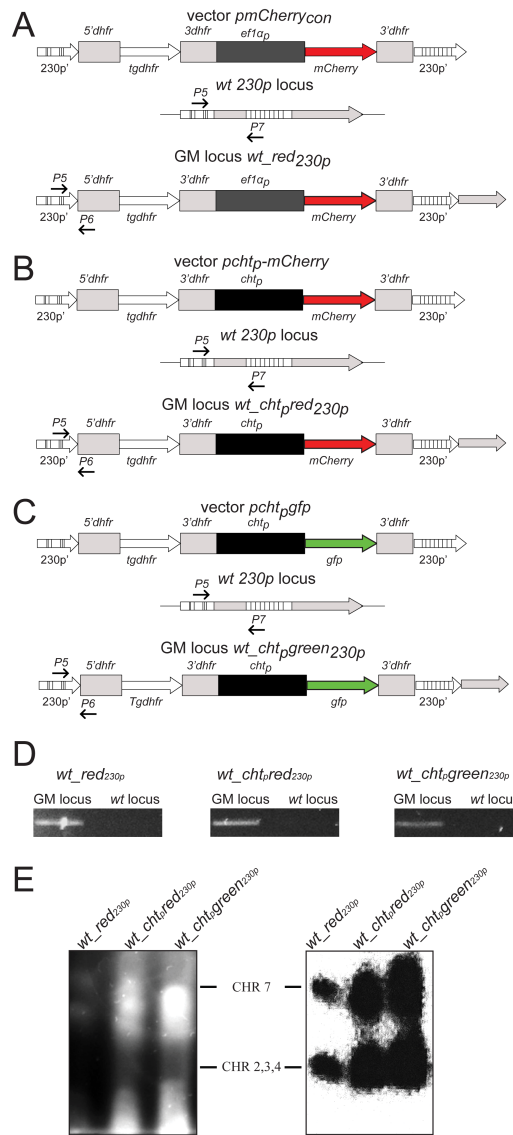 A
vector pmCherrycon
5'dhfr 3dhfr ef1αp 3'dhfr
230p' tgdhfr mCherry 230p'
wt 230p locus
P5
P7
GM locus wt_red230p
P5 5'dhfr 3'dhfr ef1αp 3'dhfr
230p' P6 tgdhfr mCherry 230p'
B
vector pchtp-mCherry
5'dhfr 3'dhfr chtp 3'dhfr
230p' tgdhfr mCherry 230p'
wt 230p locus
P5
P7
GM locus wt_chtpred230p
P5 5'dhfr 3'dhfr chtp 3'dhfr
230p' P6 tgdhfr mCherry 230p'
C
vector pchtpgfp
5'dhfr 3'dhfr chtp 3'dhfr
230p' tgdhfr gfp 230p'
wt 230p locus
P5
P7
GM locus wt_chtpgreen230p
P5 5'dhfr 3'dhfr chtp 3'dhfr
230p' P6 Tgdhfr gfp 230p'
D
wt_red230p wt_chtpred230p wt_chtpgreen230p
GM locus wt locus GM locus wt locus GM locus wt locu
E
wt_red230p wt_chtpred230p wt_chtpgreen230p wt_red230p wt_chtpred230p wt_chtpgreen230p
CHR 7
CHR 2,3,4